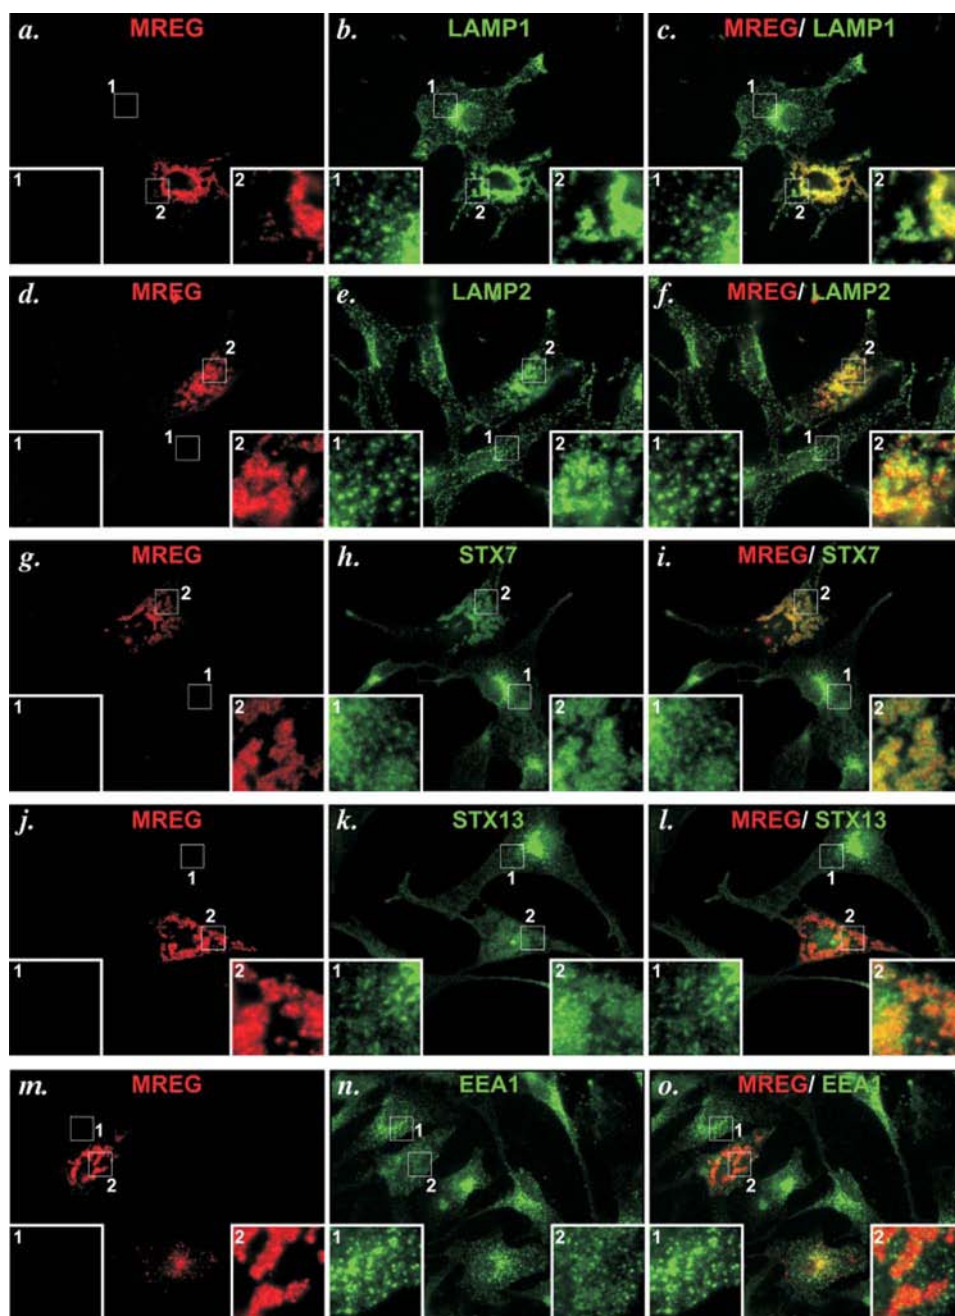 a. MREG b. LAMP1 c. MREG/ LAMP1
1 1 1
1 2 1 2 1 2
2 2 2
d. MREG e. LAMP2 f. MREG/ LAMP2
2 2 2
1 1 1
1 2 1 2 1 2
g. MREG h. STX7 i. MREG/ STX7
2 2 2
1 1 1
1 2 1 2 1 2
j. MREG k. STX13 l. MREG/ STX13
1 1 1
2 2 2
1 2 1 2 1 2
m. MREG n. EEA1 o. MREG/ EEA1
1 1 1
2 2 2
1 2 1 2 1 2